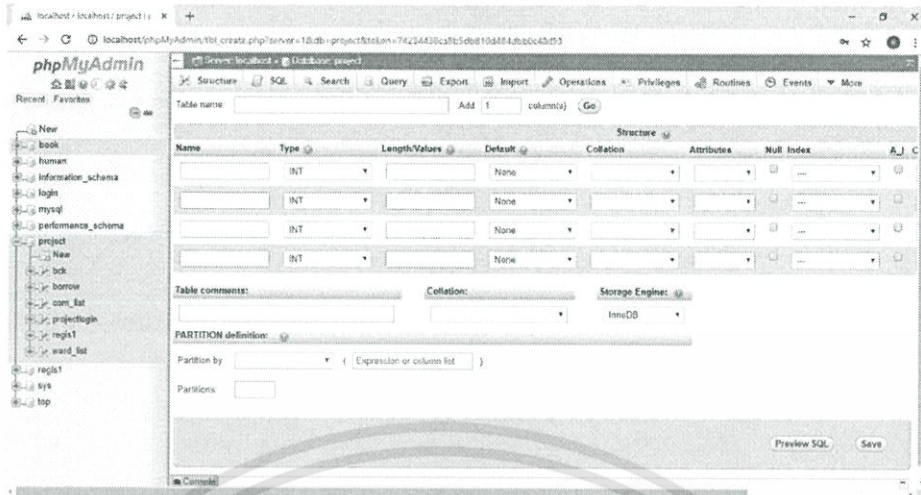 localhost / localhost / project | p
localhost/phpMyAdmin/tbl_create.php?server=1&db=project&token=
phpMyAdmin
Recent Favorites
New
book
human
information_schema
login
mysql
performance_schema
project
New
bck
borrow
com_list
projectlogin
regis1
ward_list
regis1
sys
top
Server: localhost » Database: project
Structure SQL Search Query Export Import Operations Privileges Routines Events More
Table name: Add 1 column(s) Go
Structure
Name Type Length/Values Default Collation Attributes Null Index A_I C
INT None ---
INT None ---
INT None ---
INT None ---
Table comments: Collation: Storage Engine:
InnoDB
PARTITION definition:
Partition by: ( Expression or column list )
Partitions:
Preview SQL Save
Console